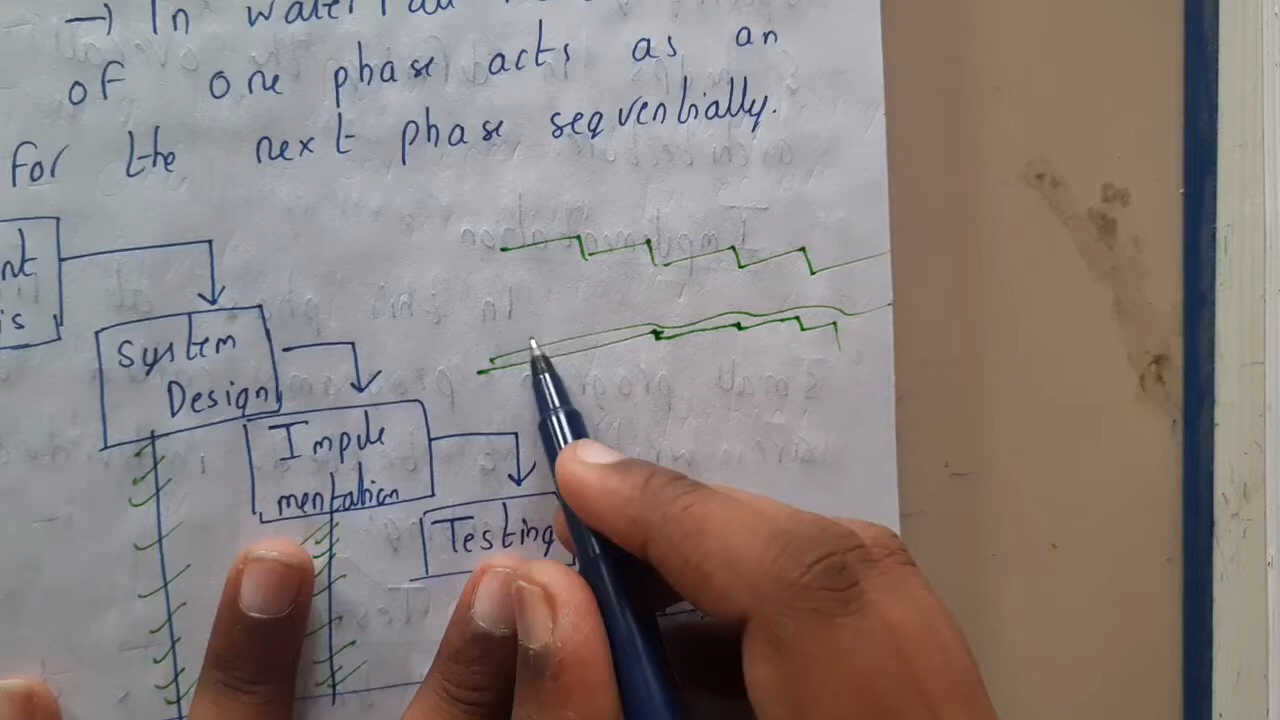 → In
of one phase acts as an
for the next phase sequentially.
nt
is
System
Design
Imple
mentation
Testing